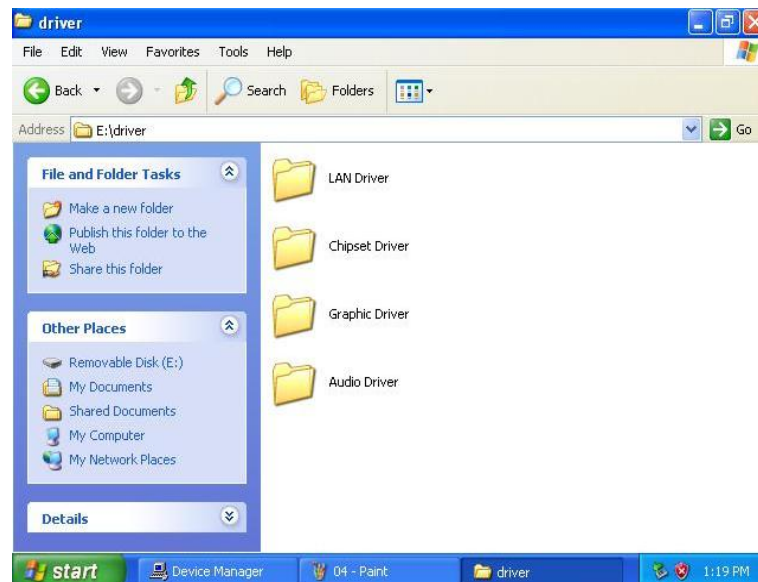 driver
File Edit View Favorites Tools Help
Back Search Folders
Address E:\driver Go
File and Folder Tasks
Make a new folder
Publish this folder to the
Web
Share this folder
Other Places
Removable Disk (E:)
My Documents
Shared Documents
My Computer
My Network Places
Details
LAN Driver
Chipset Driver
Graphic Driver
Audio Driver
start Device Manager 04 - Paint driver 1:19 PM